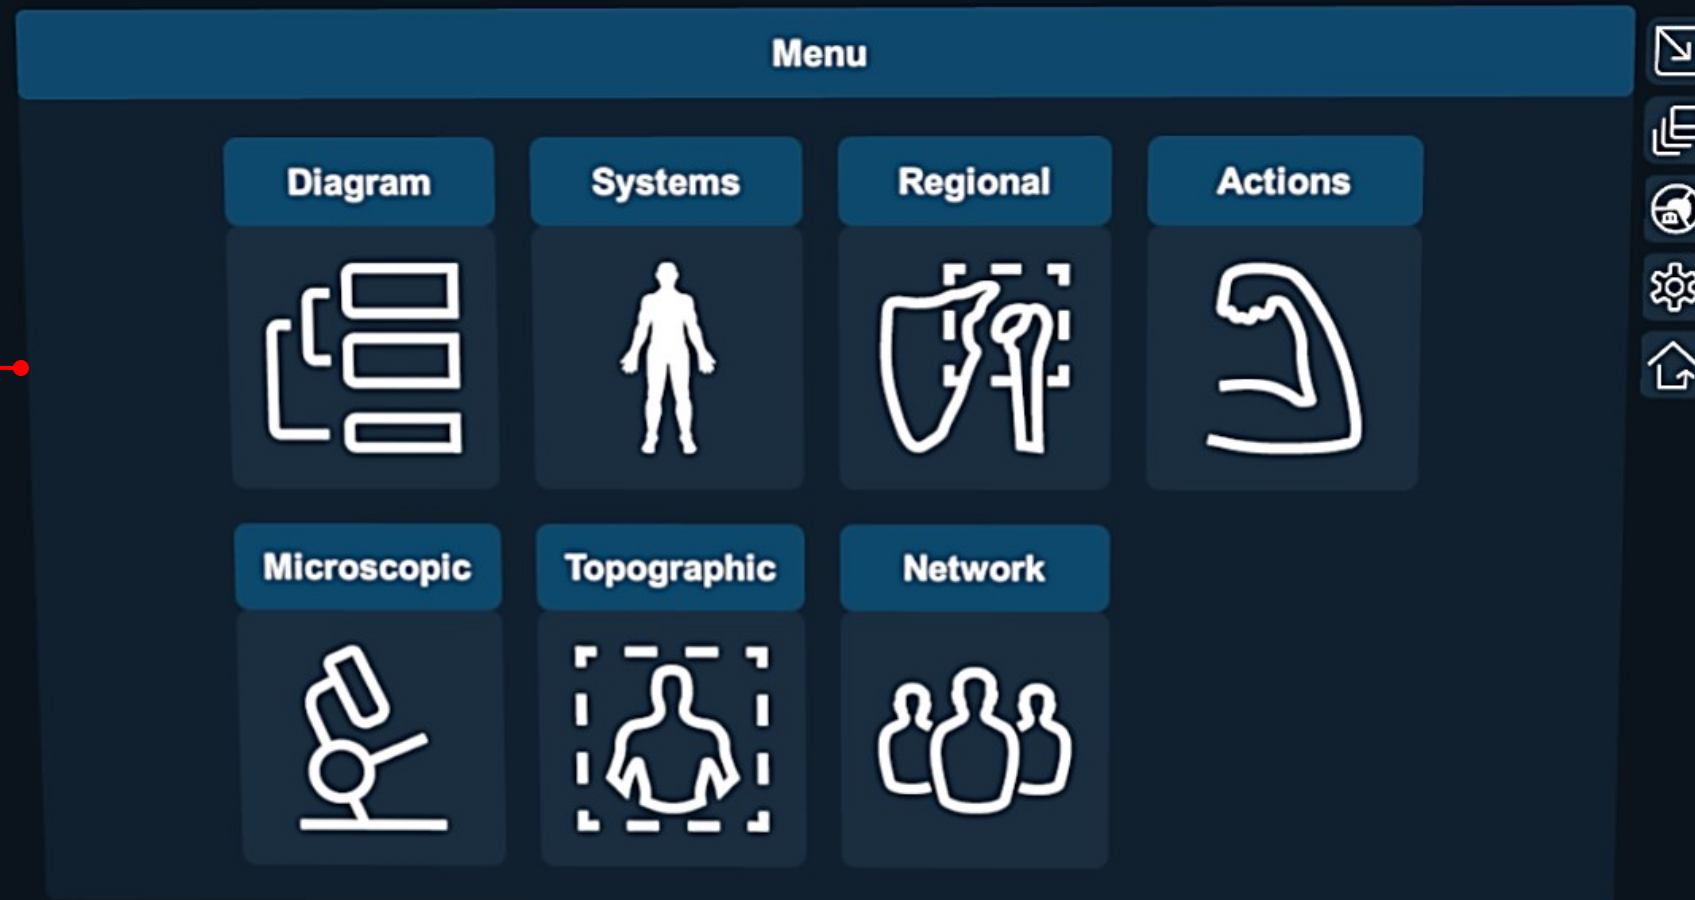 Menu
Diagram
Systems
Regional
Actions
Microscopic
Topographic
Network